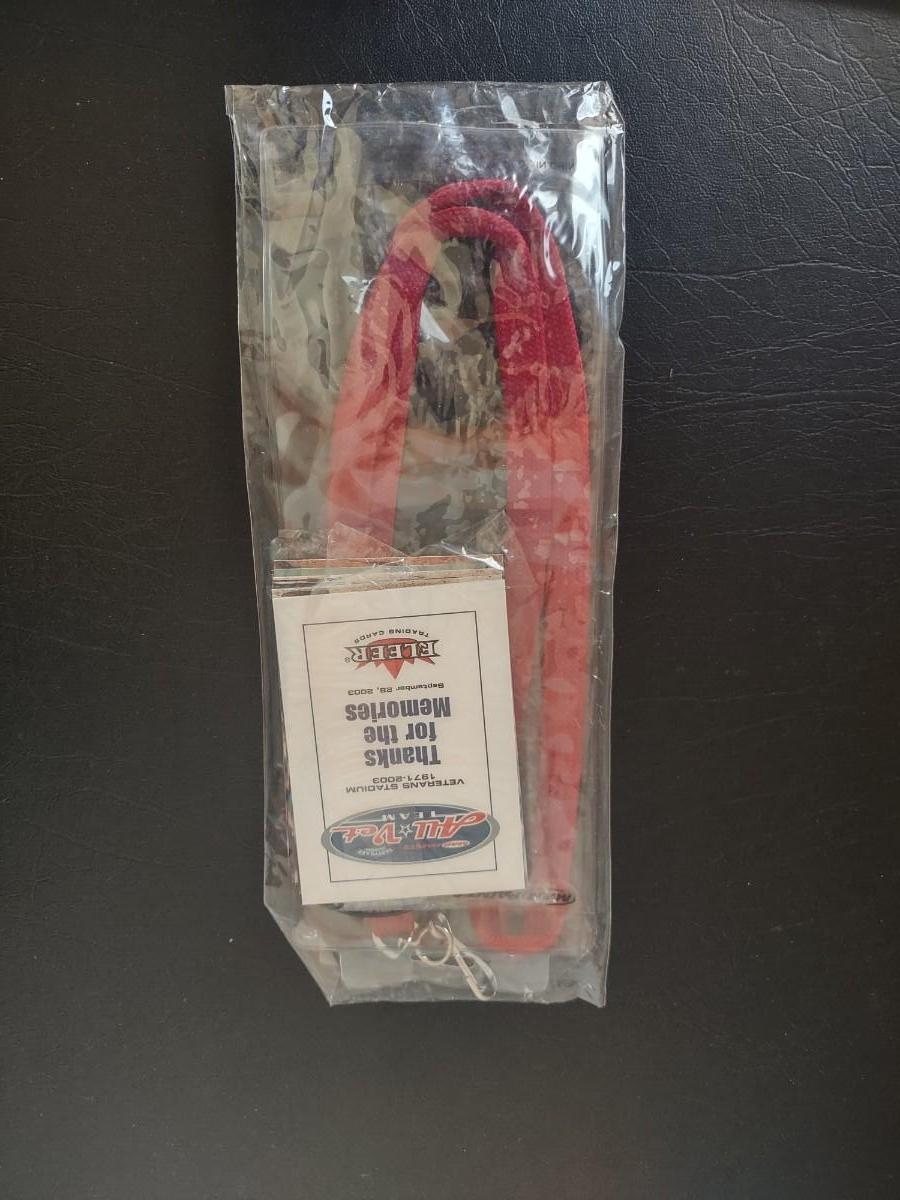 All Vet
TEAM
VETERANS STADIUM
1971-2003
Thanks
for the
Memories
September 28, 2003
FLEER®
TRADING CARDS